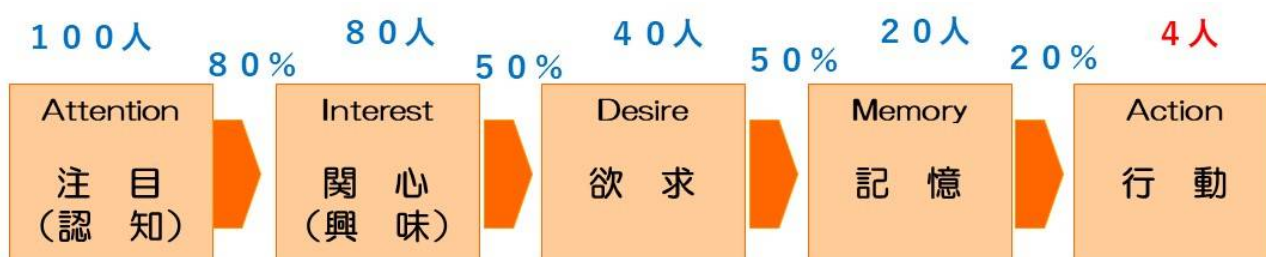 100人
80%
80人
50%
40人
50%
20人
20%
4人
Attention
注目
(認知)
Interest
関心
(興味)
Desire
欲求
Memory
記憶
Action
行動